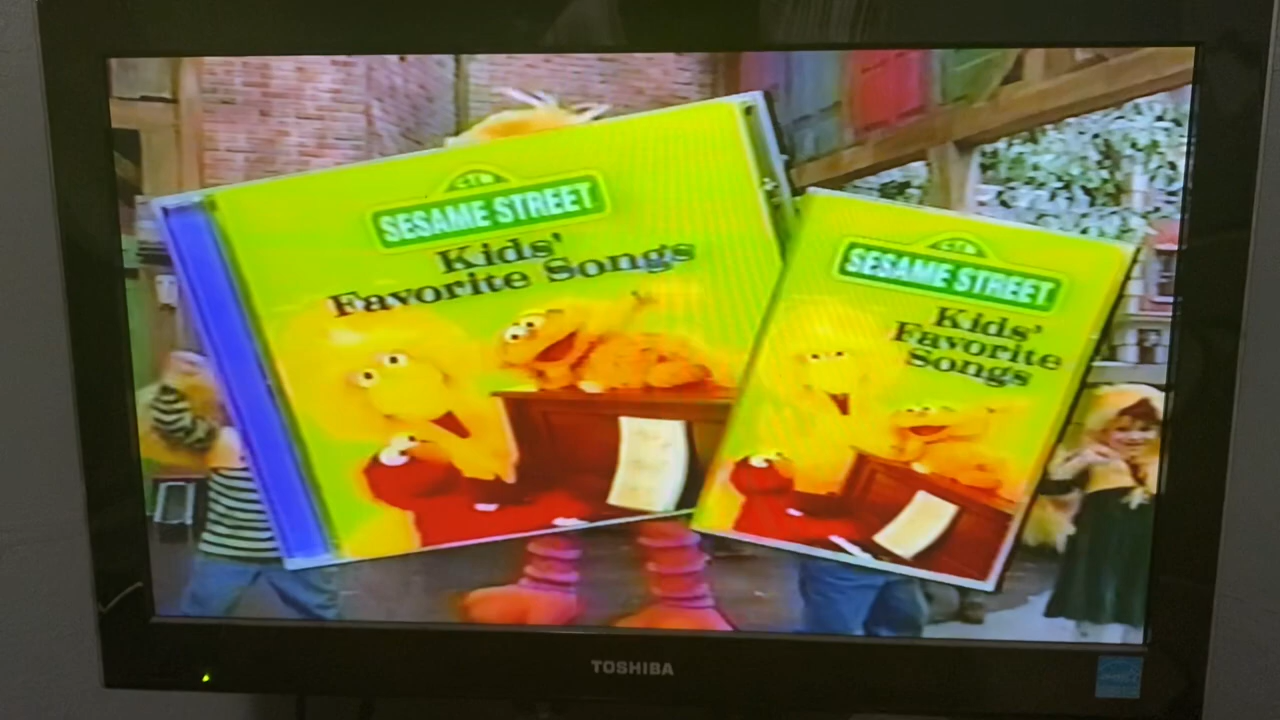 SESAME STREET
Kids'
Favorite Songs
SESAME STREET
Kids'
Favorite
Songs
TOSHIBA